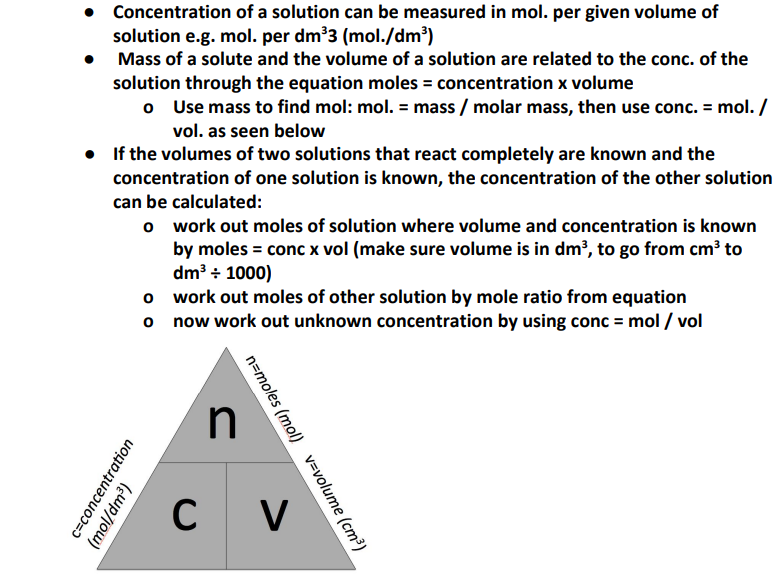 ● Concentration of a solution can be measured in mol. per given volume of
solution e.g. mol. per dm³3 (mol./dm³)
● Mass of a solute and the volume of a solution are related to the conc. of the
solution through the equation moles = concentration x volume
o Use mass to find mol: mol. = mass / molar mass, then use conc. = mol. /
vol. as seen below
● If the volumes of two solutions that react completely are known and the
concentration of one solution is known, the concentration of the other solution
can be calculated:
o work out moles of solution where volume and concentration is known
by moles = conc x vol (make sure volume is in dm³, to go from cm³ to
dm³ ÷ 1000)
o work out moles of other solution by mole ratio from equation
o now work out unknown concentration by using conc = mol / vol
n=moles (mol)
n
c=concentration
(mol/dm³)
c
v
v=volume (cm³)